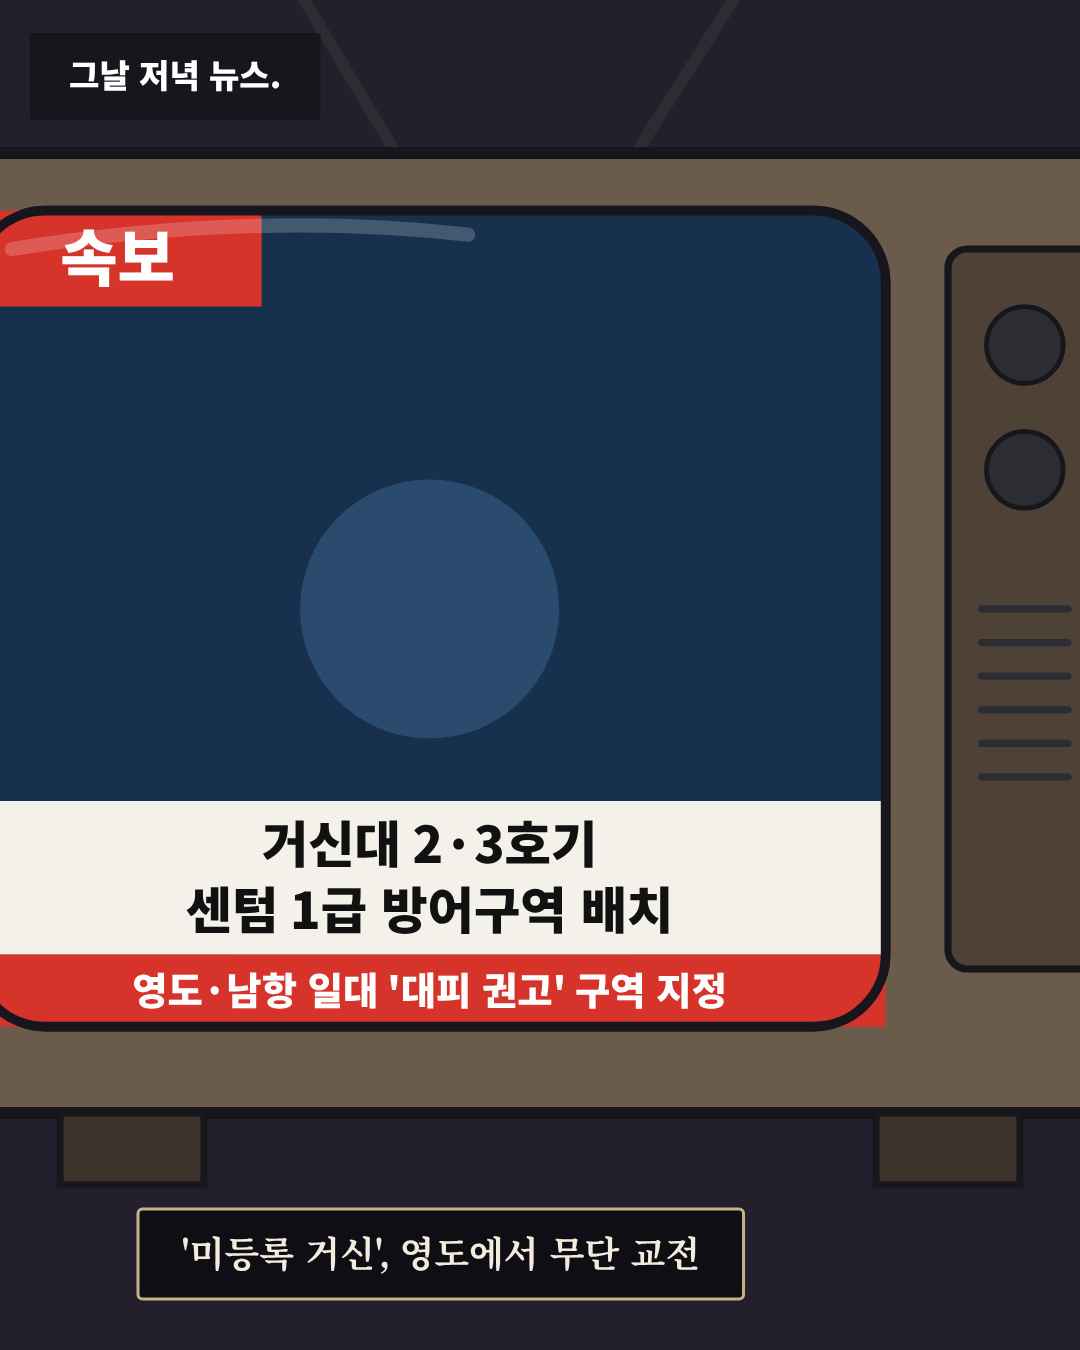 그날 저녁 뉴스.
속보
거신대 2·3호기
센텀 1급 방어구역 배치
영도·남항 일대 '대피 권고' 구역 지정
'미등록 거신', 영도에서 무단 교전